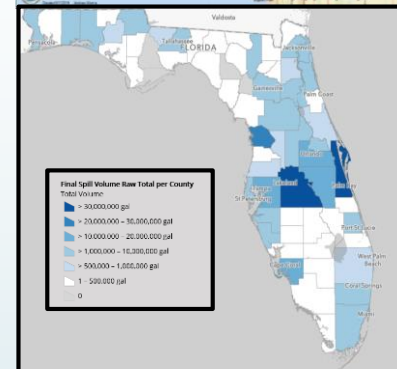 Valdosta
Pensacola
Tallahassee
FLORIDA
Jacksonville
Gainesville
Palm Coast
Orlando
Lakeland
Palm Bay
Tampa
St Petersburg
Port St Lucie
Cape Coral
West Palm
Beach
Coral Springs
Miami
Final Spill Volume Raw Total per County
Total Volume
> 30,000,000 gal
> 20,000,000 – 30,000,000 gal
> 10,000,000 – 20,000,000 gal
> 1,000,000 – 10,000,000 gal
> 500,000 – 1,000,000 gal
1 – 500,000 gal
0